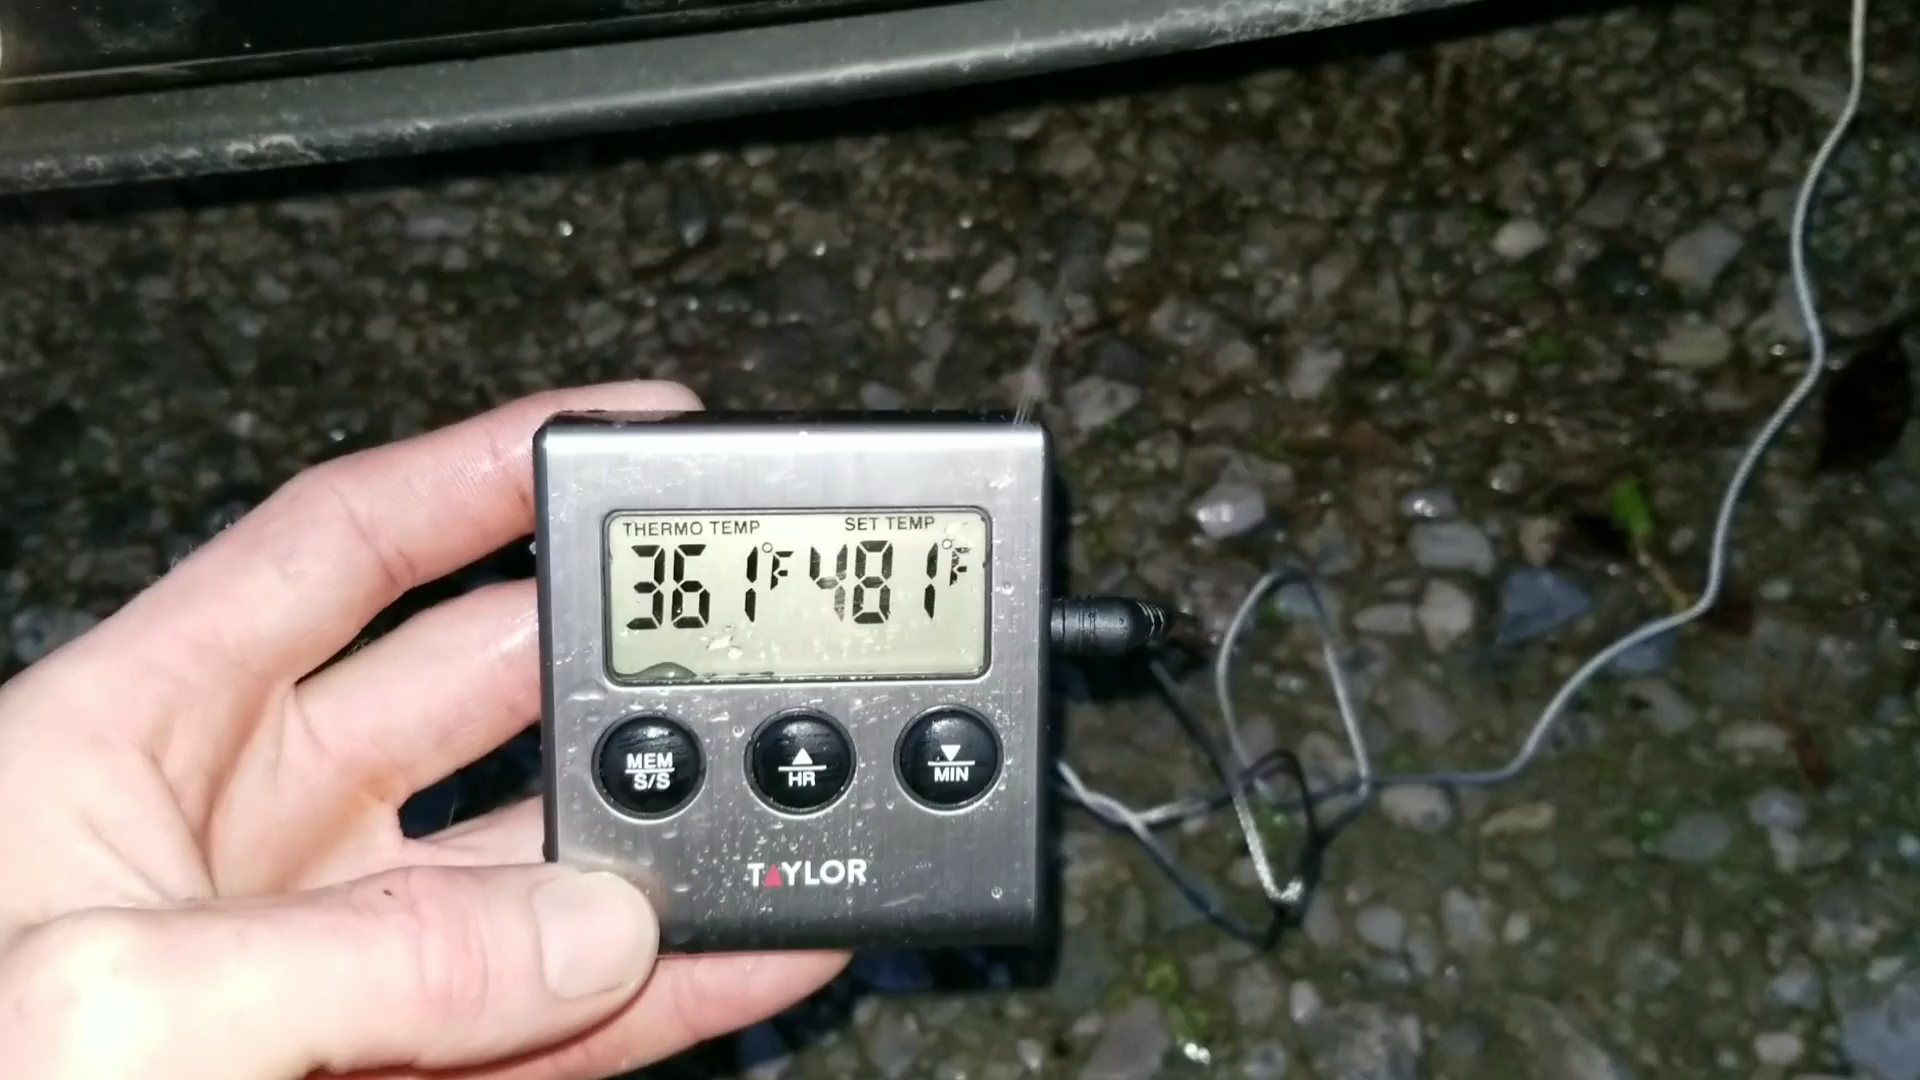 THERMO TEMP SET TEMP
361°F 481°F
MEM
S/S
▲
HR
▼
MIN
TAYLOR